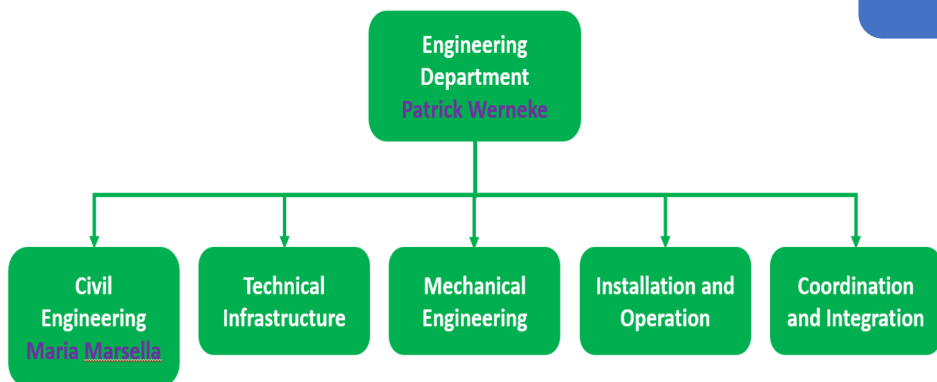 Engineering
Department
Patrick Werneke
Civil
Engineering
Maria Marsella
Technical
Infrastructure
Mechanical
Engineering
Installation and
Operation
Coordination
and Integration